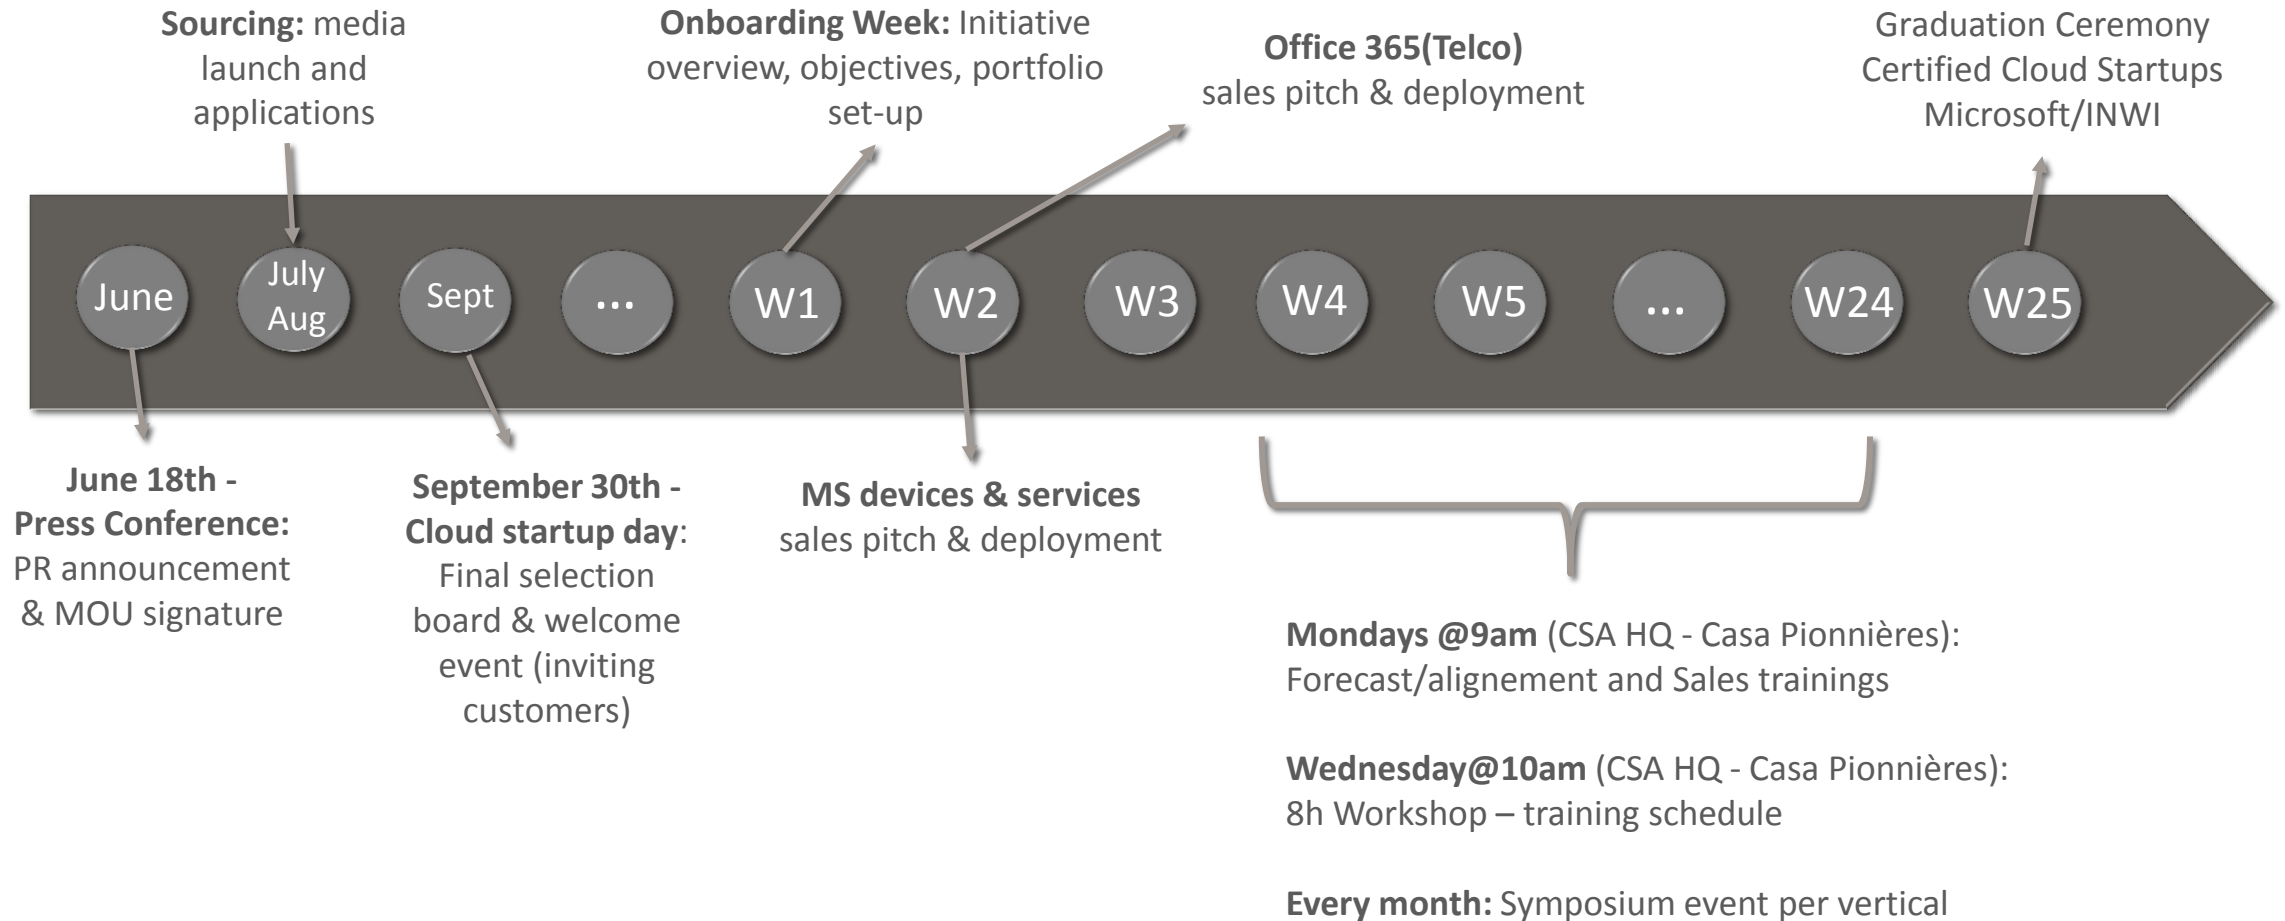 Sourcing: media
launch and
applications
Onboarding Week: Initiative
overview, objectives, portfolio
set-up
Office 365(Telco)
sales pitch & deployment
Graduation Ceremony
Certified Cloud Startups
Microsoft/INWI
June
July
Aug
Sept
...
W1
W2
W3
W4
W5
...
W24
W25
June 18th -
Press Conference:
PR announcement
& MOU signature
September 30th -
Cloud startup day:
Final selection
board & welcome
event (inviting
customers)
MS devices & services
sales pitch & deployment
Mondays @9am (CSA HQ - Casa Pionnières):
Forecast/alignement and Sales trainings
Wednesday@10am (CSA HQ - Casa Pionnières):
8h Workshop – training schedule
Every month: Symposium event per vertical